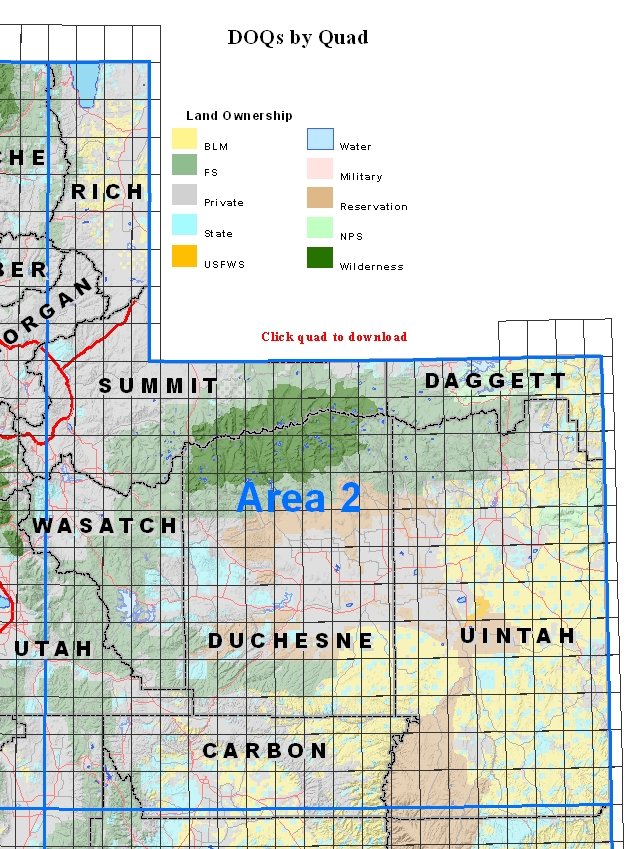 DOQs by Quad
Land Ownership
BLM
FS
Private
State
USFWS
Water
Military
Reservation
NPS
Wilderness
Click quad to download
CHE
RICH
BER
ORGAN
SUMMIT
DAGGETT
Area 2
WASATCH
DUCHESNE
UINTAH
UTAH
CARBON